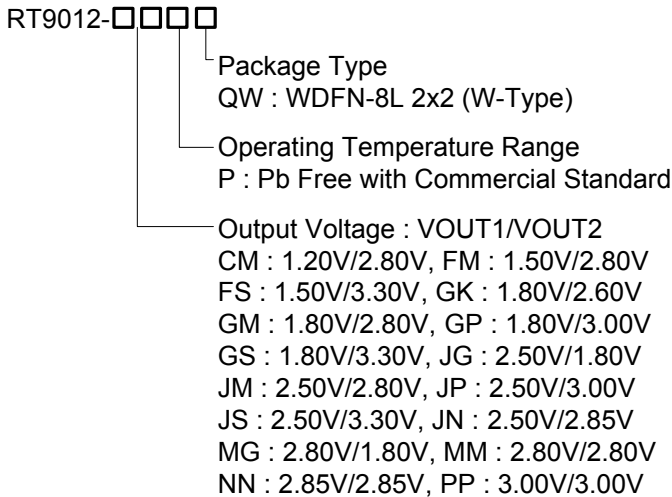 RT9012-□□□□
Package Type
QW : WDFN-8L 2x2 (W-Type)
Operating Temperature Range
P : Pb Free with Commercial Standard
Output Voltage : VOUT1/VOUT2
CM : 1.20V/2.80V, FM : 1.50V/2.80V
FS : 1.50V/3.30V, GK : 1.80V/2.60V
GM : 1.80V/2.80V, GP : 1.80V/3.00V
GS : 1.80V/3.30V, JG : 2.50V/1.80V
JM : 2.50V/2.80V, JP : 2.50V/3.00V
JS : 2.50V/3.30V, JN : 2.50V/2.85V
MG : 2.80V/1.80V, MM : 2.80V/2.80V
NN : 2.85V/2.85V, PP : 3.00V/3.00V